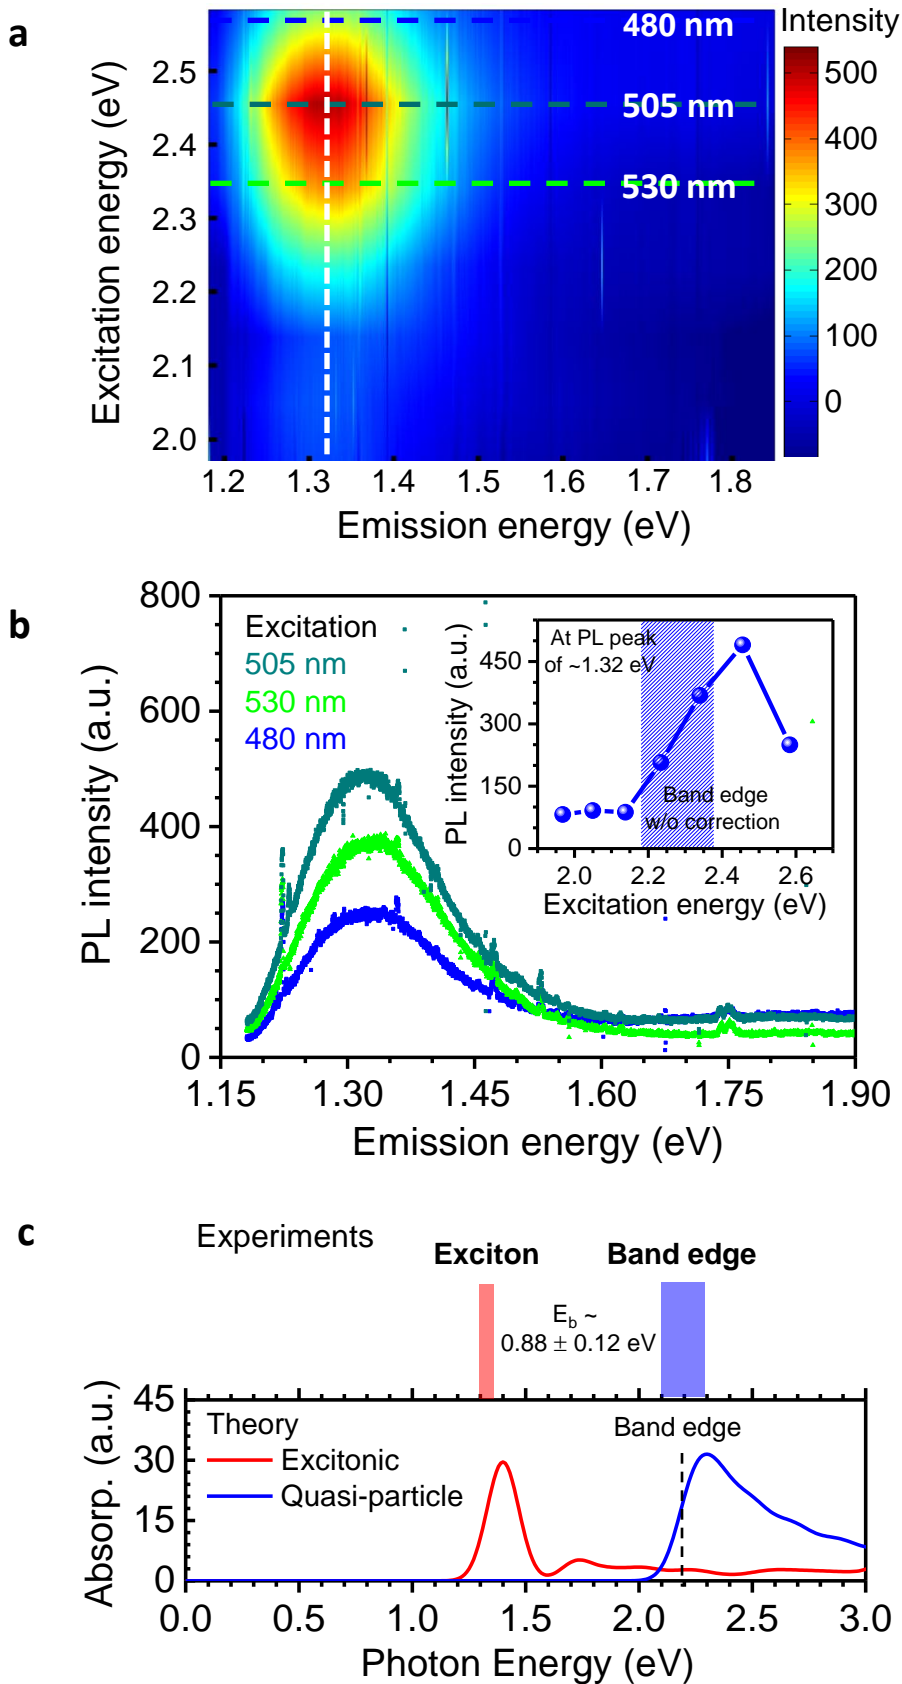 a
Intensity
480 nm
505 nm
530 nm
Excitation energy (eV)
2.5
2.4
2.3
2.2
2.1
2.0
1.2 1.3 1.4 1.5 1.6 1.7 1.8
Emission energy (eV)
500
400
300
200
100
0
b
PL intensity (a.u.)
800
600
400
200
0
Excitation
505 nm
530 nm
480 nm
PL intensity (a.u.)
450
300
150
0
At PL peak
of ~1.32 eV
Band edge
w/o correction
2.0 2.2 2.4 2.6
Excitation energy (eV)
1.15 1.30 1.45 1.60 1.75 1.90
Emission energy (eV)
c
Experiments
Exciton
Band edge
E_b ~
0.88 ± 0.12 eV
Absorp. (a.u.)
45
30
15
0
Theory
Excitonic
Quasi-particle
Band edge
0.0 0.5 1.0 1.5 2.0 2.5 3.0
Photon Energy (eV)